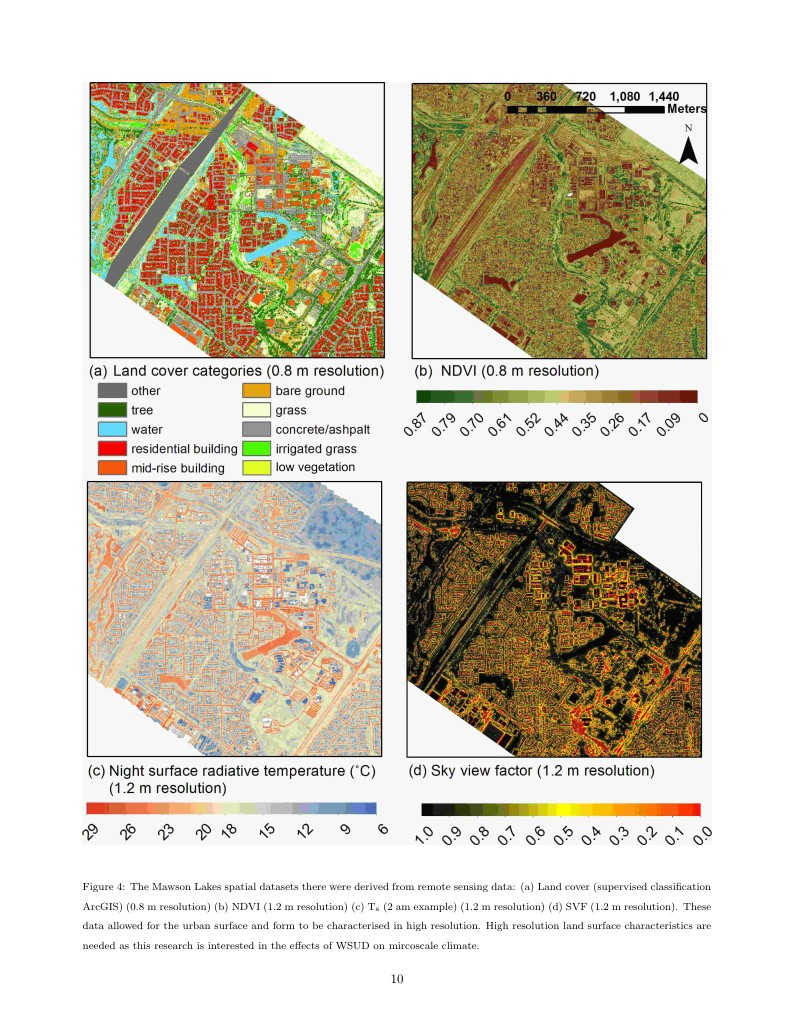 0 360 720 1,080 1,440
Meters
N
(a) Land cover categories (0.8 m resolution)
other
tree
water
residential building
mid-rise building
bare ground
grass
concrete/ashpalt
irrigated grass
low vegetation
(b) NDVI (0.8 m resolution)
0.87 0.79 0.70 0.61 0.52 0.44 0.35 0.26 0.17 0.09 0
(c) Night surface radiative temperature (˚C)
(1.2 m resolution)
29 26 23 20 18 15 12 9 6
(d) Sky view factor (1.2 m resolution)
1.0 0.9 0.8 0.7 0.6 0.5 0.4 0.3 0.2 0.1 0.0
Figure 4: The Mawson Lakes spatial datasets there were derived from remote sensing data: (a) Land cover (supervised classification
ArcGIS) (0.8 m resolution) (b) NDVI (1.2 m resolution) (c) Ts (2 am example) (1.2 m resolution) (d) SVF (1.2 m resolution). These
data allowed for the urban surface and form to be characterised in high resolution. High resolution land surface characteristics are
needed as this research is interested in the effects of WSUD on mircoscale climate.
10